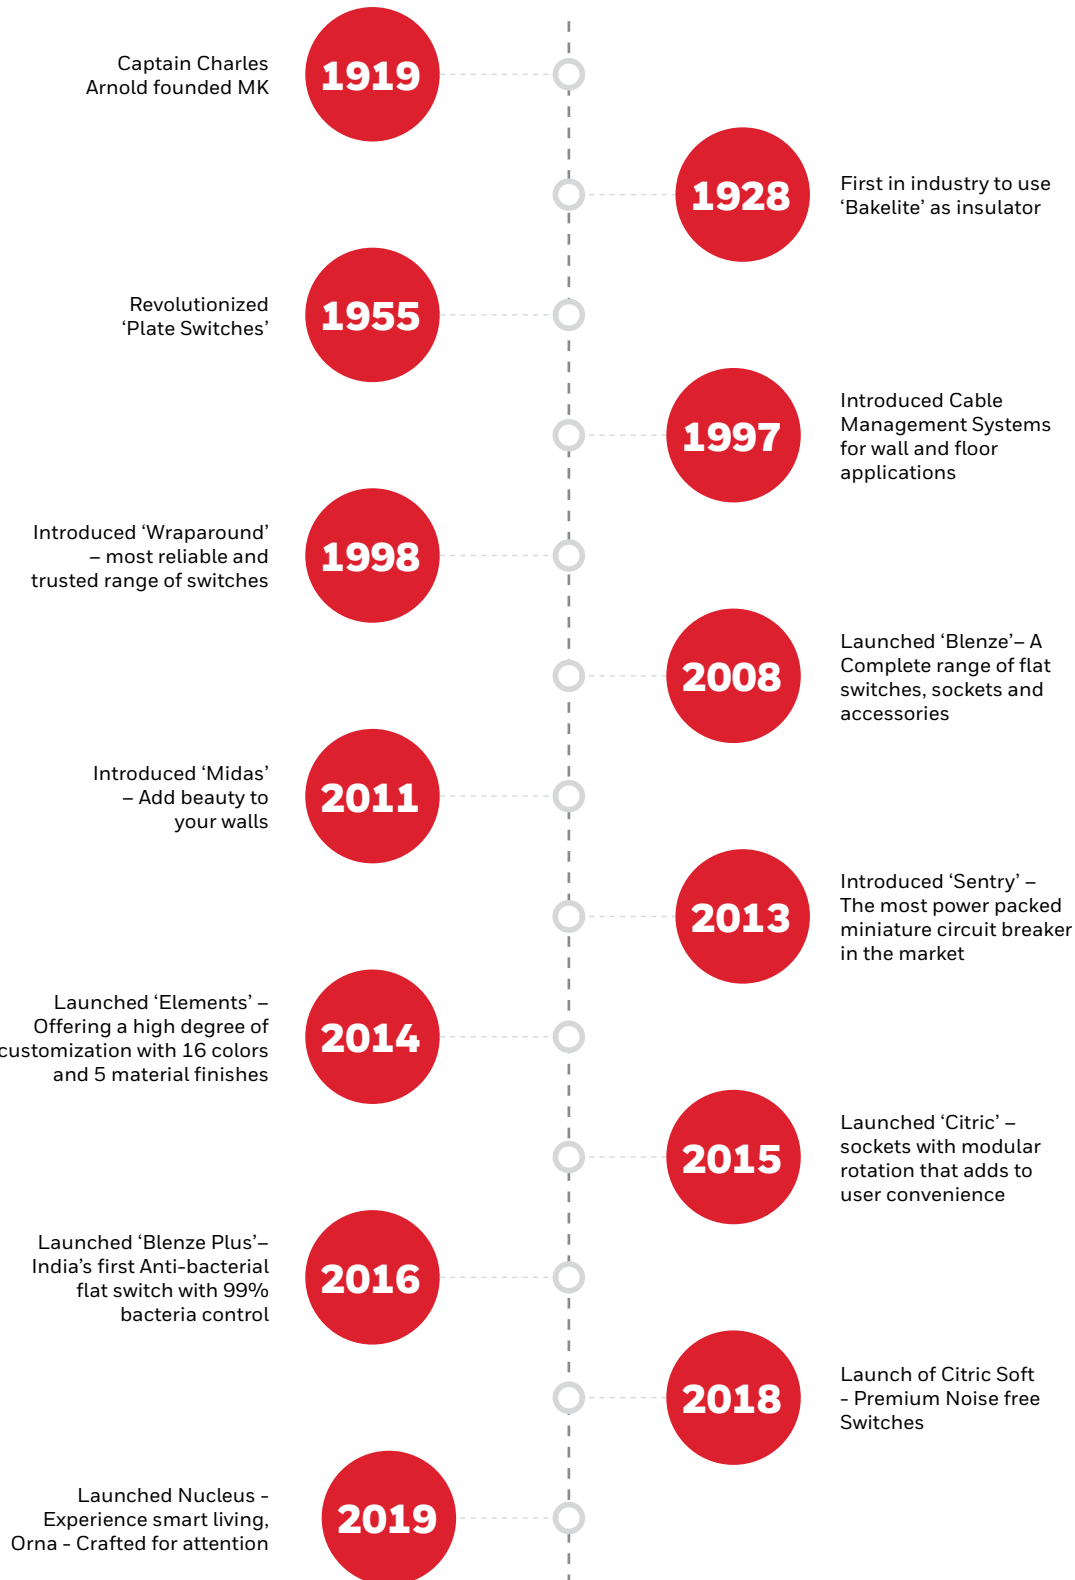 Captain Charles
Arnold founded MK
1919
1928
First in industry to use
‘Bakelite’ as insulator
Revolutionized
‘Plate Switches’
1955
1997
Introduced Cable
Management Systems
for wall and floor
applications
Introduced ‘Wraparound’
– most reliable and
trusted range of switches
1998
2008
Launched ‘Blenze’– A
Complete range of flat
switches, sockets and
accessories
Introduced ‘Midas’
– Add beauty to
your walls
2011
2013
Introduced ‘Sentry’ –
The most power packed
miniature circuit breaker
in the market
Launched ‘Elements’ –
Offering a high degree of
customization with 16 colors
and 5 material finishes
2014
2015
Launched ‘Citric’ –
sockets with modular
rotation that adds to
user convenience
Launched ‘Blenze Plus’–
India’s first Anti-bacterial
flat switch with 99%
bacteria control
2016
2018
Launch of Citric Soft
- Premium Noise free
Switches
Launched Nucleus -
Experience smart living,
Orna - Crafted for attention
2019